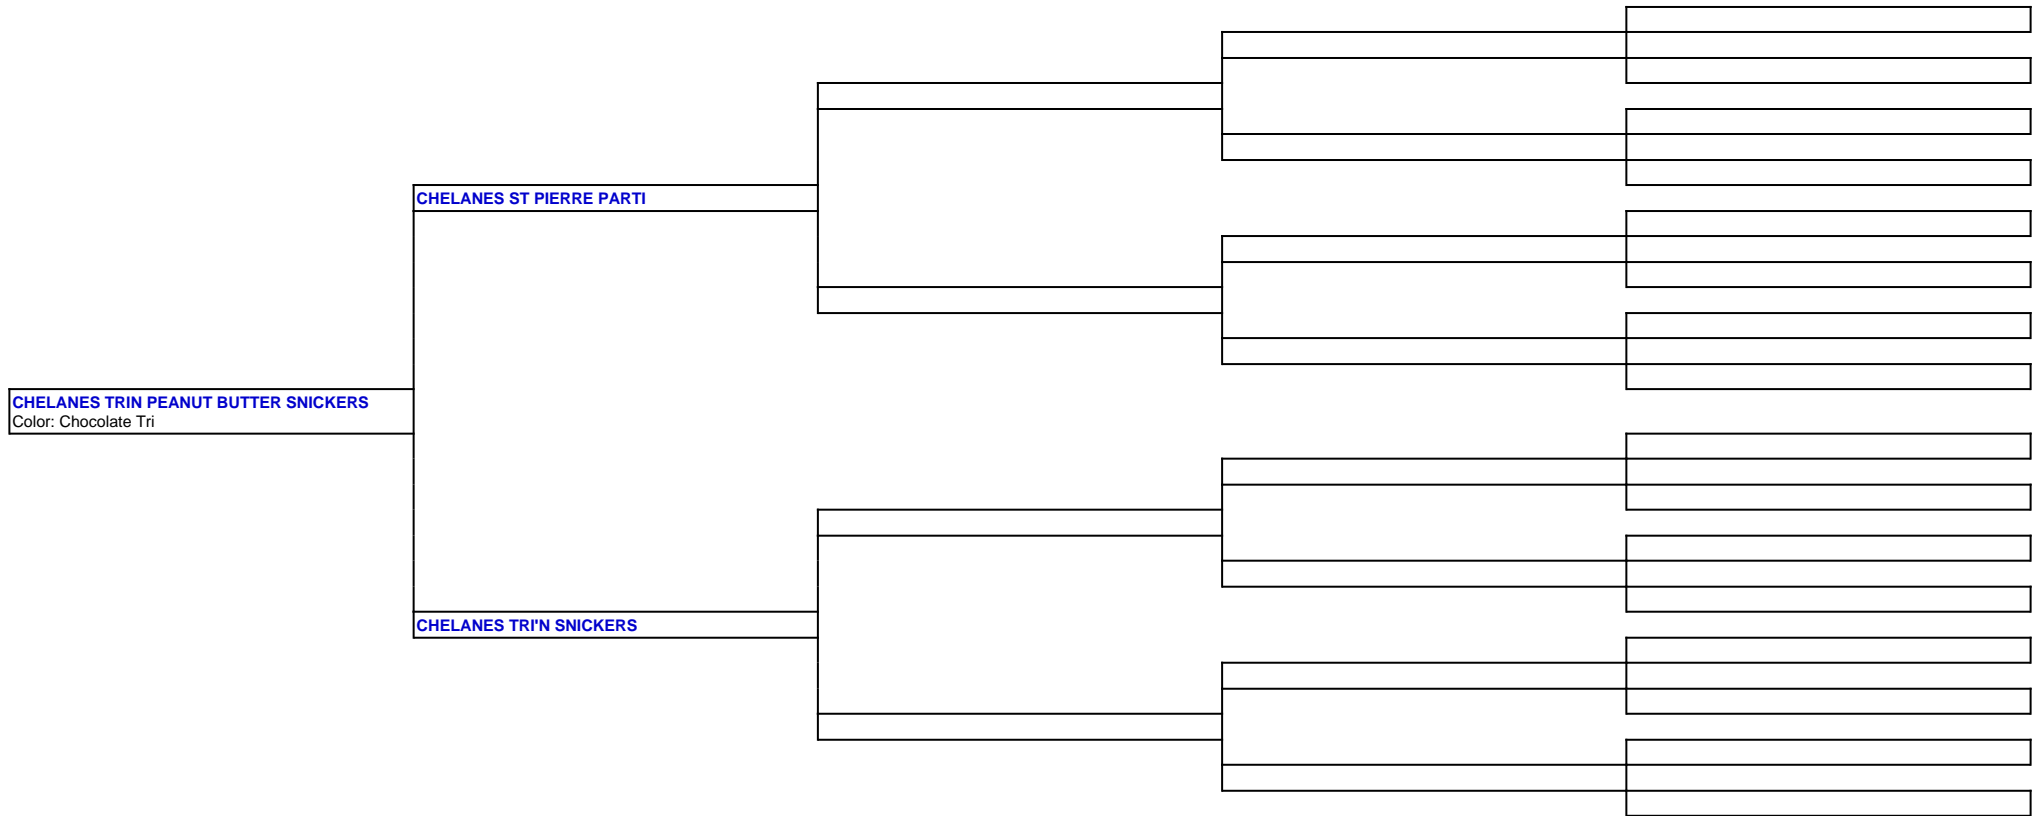 CHELANES ST PIERRE PARTI
CHELANES TRIN PEANUT BUTTER SNICKERS
Color: Chocolate Tri
CHELANES TRI'N SNICKERS